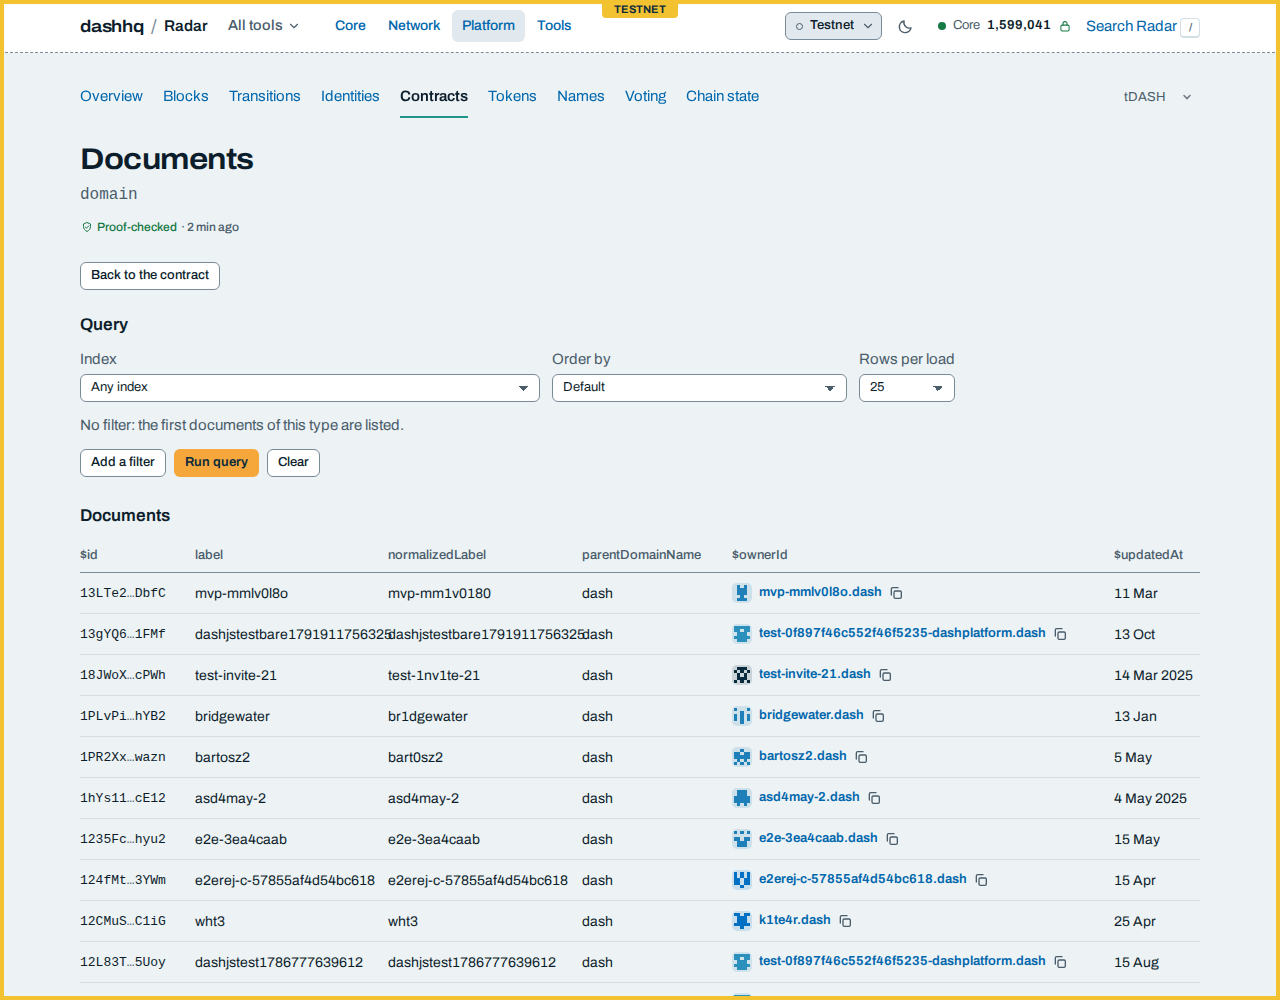 TESTNET
dashhq / Radar All tools Core Network Platform Tools Testnet Core 1,599,041 Search Radar /
Overview Blocks Transitions Identities Contracts Tokens Names Voting Chain state tDASH
Documents
domain
Proof-checked · 2 min ago
Back to the contract
Query
Index Order by Rows per load
Any index Default 25
No filter: the first documents of this type are listed.
Add a filter Run query Clear
Documents
$id label normalizedLabel parentDomainName $ownerId $updatedAt
13LTe2…DbfC mvp-mmlv0l8o mvp-mm1v0180 dash mvp-mmlv0l8o.dash 11 Mar
13gYQ6…1FMf dashjstestbare1791911756325 dashjstestbare1791911756325 dash test-0f897f46c552f46f5235-dashplatform.dash 13 Oct
18JWoX…cPWh test-invite-21 test-1nv1te-21 dash test-invite-21.dash 14 Mar 2025
1PLvPi…hYB2 bridgewater br1dgewater dash bridgewater.dash 13 Jan
1PR2Xx…wazn bartosz2 bart0sz2 dash bartosz2.dash 5 May
1hYs11…cE12 asd4may-2 asd4may-2 dash asd4may-2.dash 4 May 2025
1235Fc…hyu2 e2e-3ea4caab e2e-3ea4caab dash e2e-3ea4caab.dash 15 May
124fMt…3YWm e2erej-c-57855af4d54bc618 e2erej-c-57855af4d54bc618 dash e2erej-c-57855af4d54bc618.dash 15 Apr
12CMuS…C1iG wht3 wht3 dash k1te4r.dash 25 Apr
12L83T…5Uoy dashjstest1786777639612 dashjstest1786777639612 dash test-0f897f46c552f46f5235-dashplatform.dash 15 Aug